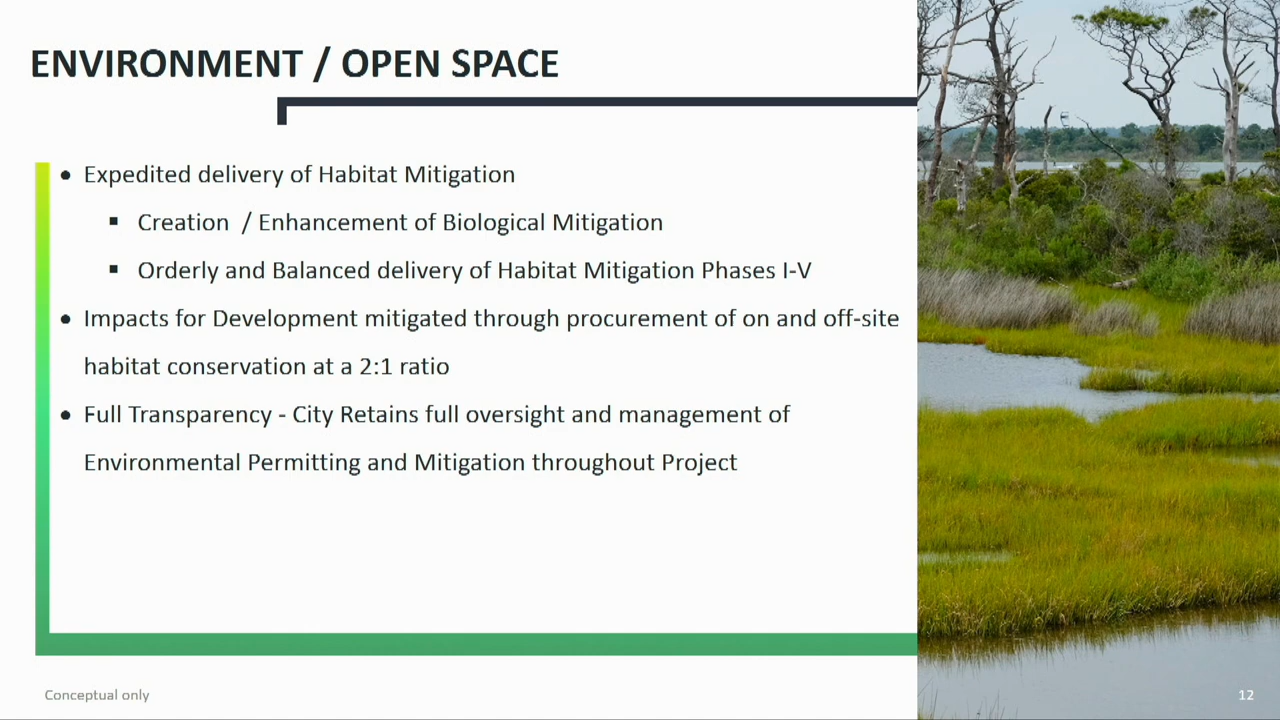 ENVIRONMENT / OPEN SPACE
• Expedited delivery of Habitat Mitigation
▪ Creation / Enhancement of Biological Mitigation
▪ Orderly and Balanced delivery of Habitat Mitigation Phases I-V
• Impacts for Development mitigated through procurement of on and off-site
habitat conservation at a 2:1 ratio
• Full Transparency - City Retains full oversight and management of
Environmental Permitting and Mitigation throughout Project
Conceptual only
12